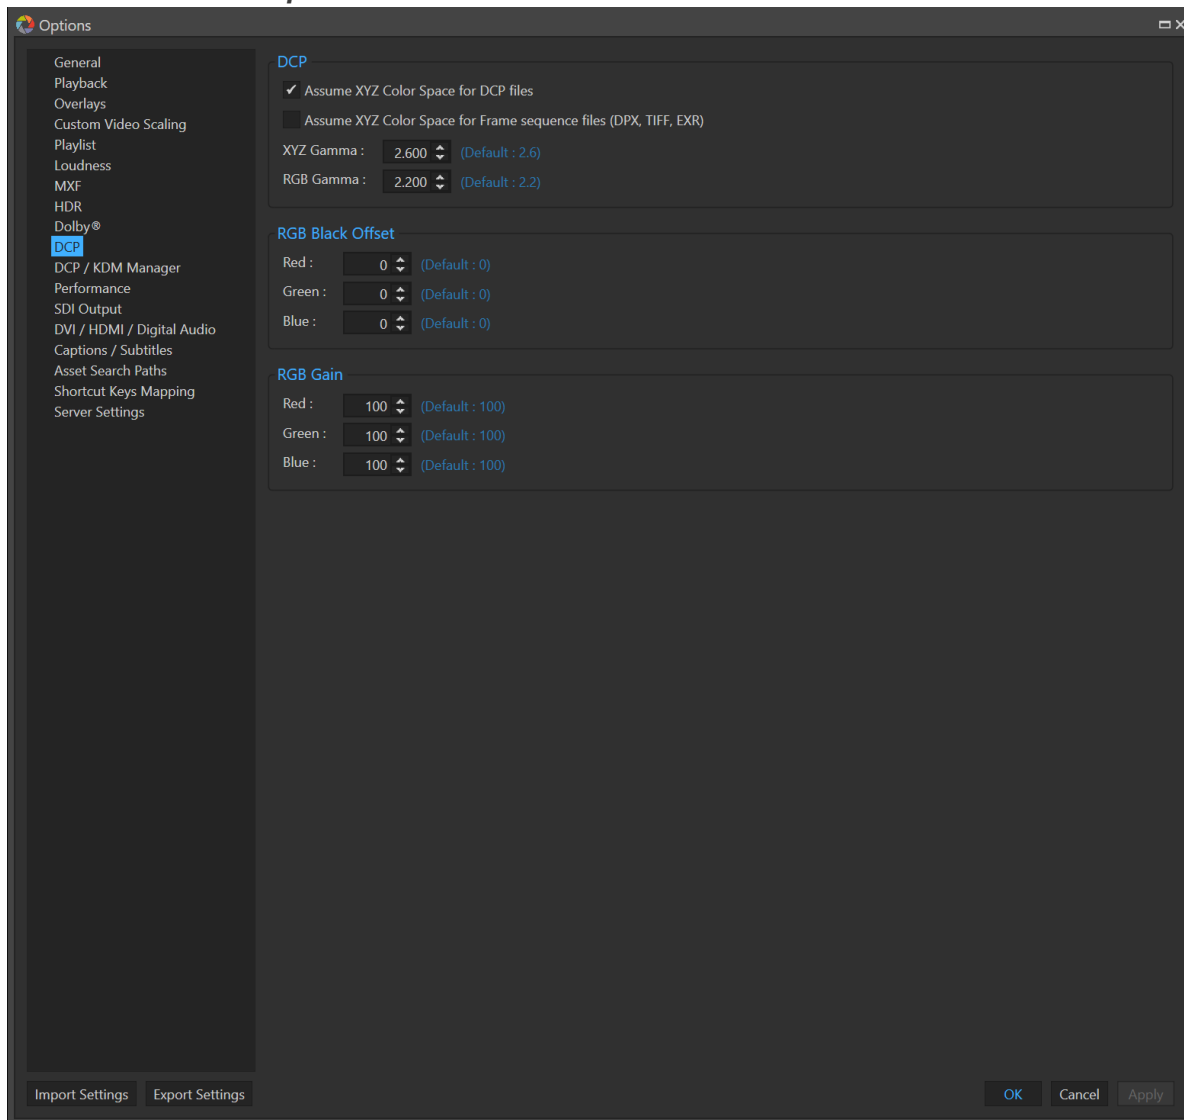 Options
General
Playback
Overlays
Custom Video Scaling
Playlist
Loudness
MXF
HDR
Dolby®
DCP
DCP / KDM Manager
Performance
SDI Output
DVI / HDMI / Digital Audio
Captions / Subtitles
Asset Search Paths
Shortcut Keys Mapping
Server Settings
DCP
Assume XYZ Color Space for DCP files
Assume XYZ Color Space for Frame sequence files (DPX, TIFF, EXR)
XYZ Gamma : 2.600 (Default : 2.6)
RGB Gamma : 2.200 (Default : 2.2)
RGB Black Offset
Red : 0 (Default : 0)
Green : 0 (Default : 0)
Blue : 0 (Default : 0)
RGB Gain
Red : 100 (Default : 100)
Green : 100 (Default : 100)
Blue : 100 (Default : 100)
Import Settings Export Settings OK Cancel Apply